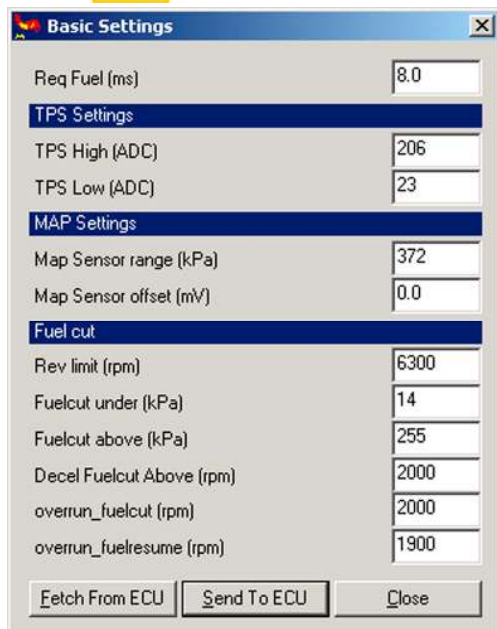 Basic Settings
Req Fuel (ms) 8.0
TPS Settings
TPS High (ADC) 206
TPS Low (ADC) 23
MAP Settings
Map Sensor range (kPa) 372
Map Sensor offset (mV) 0.0
Fuel cut
Rev limit (rpm) 6300
Fuelcut under (kPa) 14
Fuelcut above (kPa) 255
Decel Fuelcut Above (rpm) 2000
overrun_fuelcut (rpm) 2000
overrun_fuelresume (rpm) 1900
Fetch From ECU Send To ECU Close